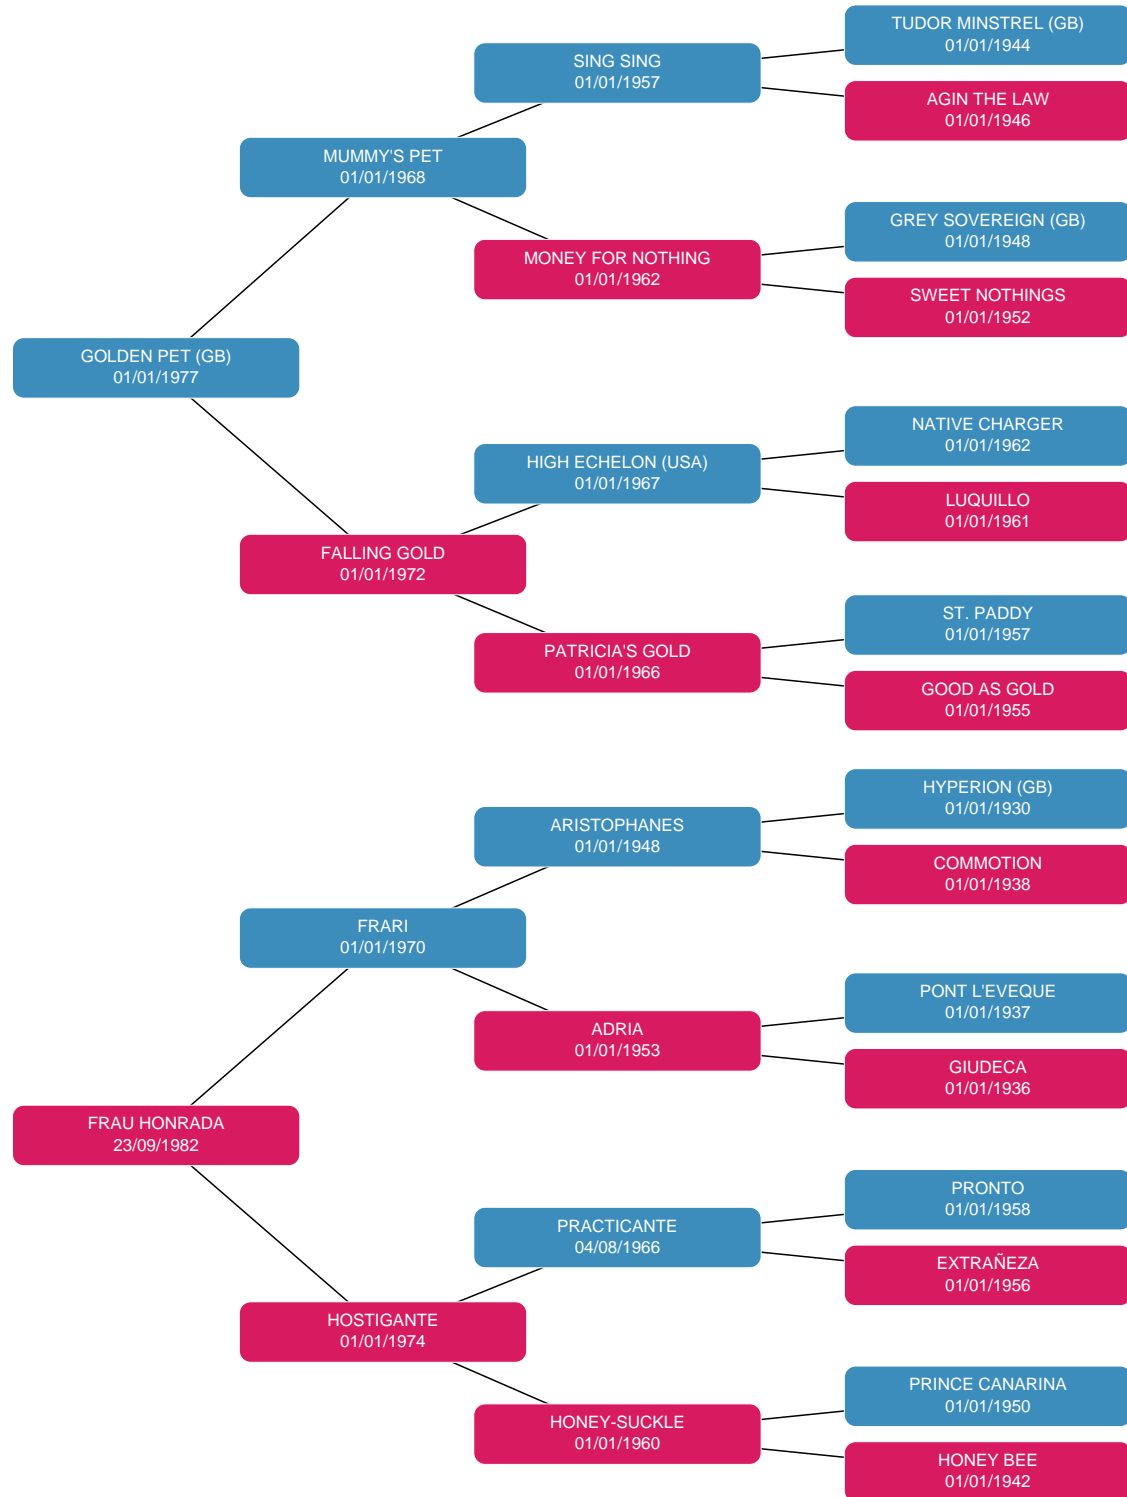 TUDOR MINSTREL (GB)
01/01/1944
SING SING
01/01/1957
AGIN THE LAW
01/01/1946
MUMMY'S PET
01/01/1968
GREY SOVEREIGN (GB)
01/01/1948
MONEY FOR NOTHING
01/01/1962
SWEET NOTHINGS
01/01/1952
GOLDEN PET (GB)
01/01/1977
NATIVE CHARGER
01/01/1962
HIGH ECHELON (USA)
01/01/1967
LUQUILLO
01/01/1961
FALLING GOLD
01/01/1972
ST. PADDY
01/01/1957
PATRICIA'S GOLD
01/01/1966
GOOD AS GOLD
01/01/1955
HYPERION (GB)
01/01/1930
ARISTOPHANES
01/01/1948
COMMOTION
01/01/1938
FRARI
01/01/1970
PONT L'EVEQUE
01/01/1937
ADRIA
01/01/1953
GIUDECA
01/01/1936
FRAU HONRADA
23/09/1982
PRONTO
01/01/1958
PRACTICANTE
04/08/1966
EXTRAÑEZA
01/01/1956
HOSTIGANTE
01/01/1974
PRINCE CANARINA
01/01/1950
HONEY-SUCKLE
01/01/1960
HONEY BEE
01/01/1942